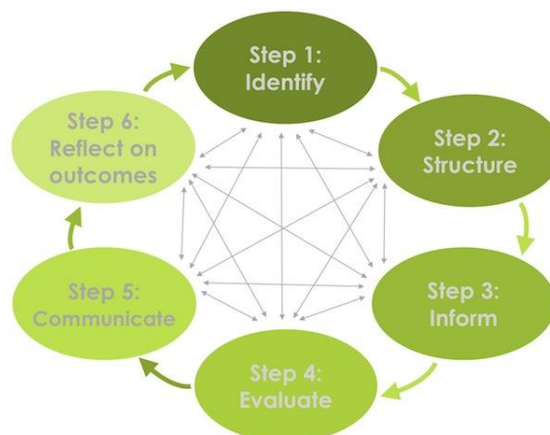 Step 1:
Identify
Step 2:
Structure
Step 3:
Inform
Step 4:
Evaluate
Step 5:
Communicate
Step 6:
Reflect on
outcomes